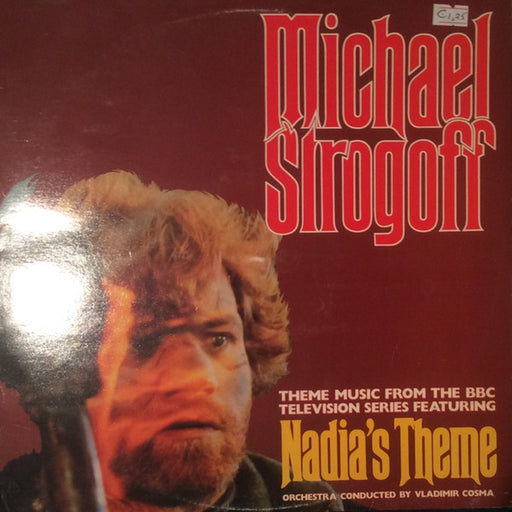 Michael
Strogoff
THEME MUSIC FROM THE BBC
TELEVISION SERIES FEATURING
Nadia's Theme
ORCHESTRA CONDUCTED BY VLADIMIR COSMA